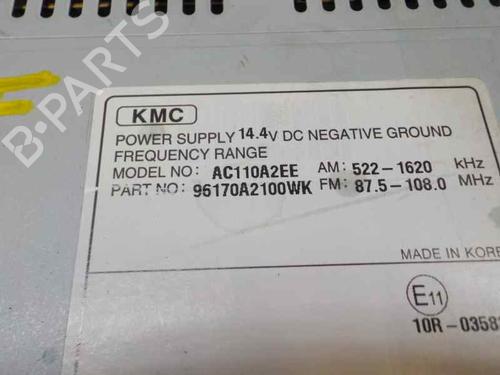 B-PARTS
KMC
POWER SUPPLY 14.4V DC NEGATIVE GROUND
FREQUENCY RANGE
MODEL NO: AC110A2EE AM: 522-1620 KHz
PART NO: 96170A2100WK FM: 87.5-108.0 MHz
MADE IN KORE
E11
10R-0358